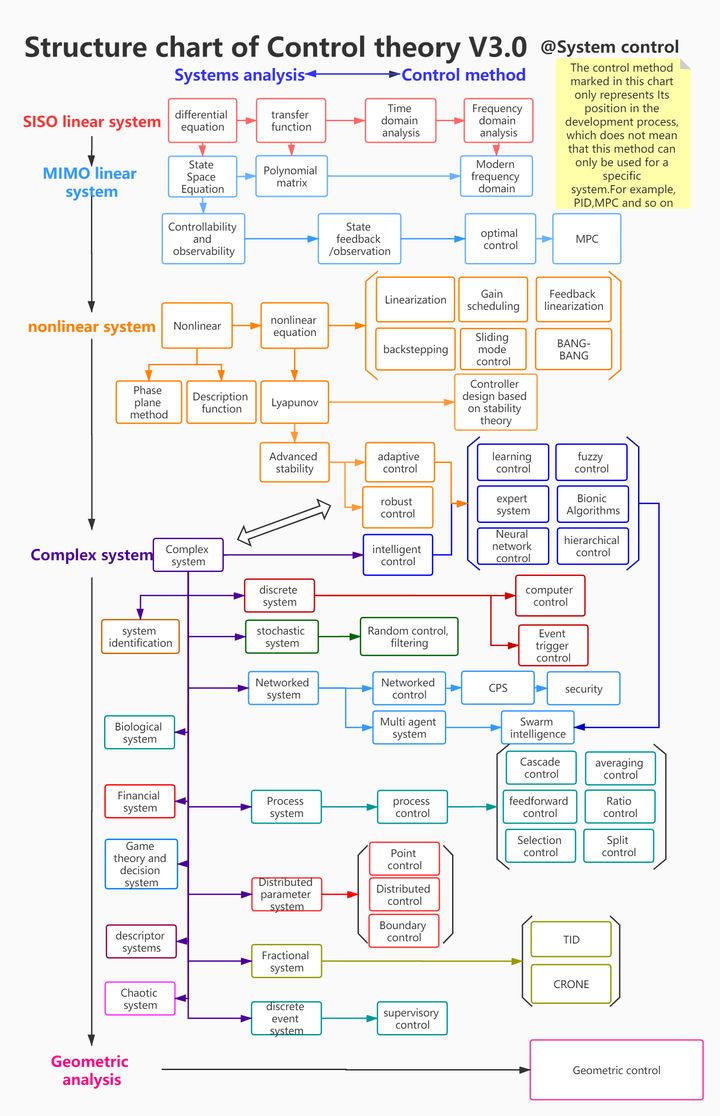 Structure chart of Control theory V3.0 @System control
Systems analysis
Control method
The control method
marked in this chart
only represents Its
position in the
development process,
which does not mean
that this method can
only be used for a
specific
system.For example,
PID,MPC and so on
SISO linear system
differential
equation
transfer
function
Time
domain analysis
Frequency
domain analysis
MIMO linear
system
State
Space
Equation
Polynomial
matrix
Modern
frequency
domain
Controllability
and
observability
State
feedback
/observation
optimal
control
MPC
nonlinear system
Nonlinear
nonlinear
equation
Linearization
Gain
scheduling
Feedback
linearization
backstepping
Sliding
mode
control
BANG-
BANG
Phase
plane
method
Description
function
Lyapunov
Controller
design based
on stability
theory
Advanced
stability
adaptive
control
robust
control
learning
control
fuzzy
control
expert
system
Bionic
Algorithms
Neural
network
control
hierarchical
control
Complex system
Complex
system
intelligent
control
discrete
system
computer
control
system
identification
stochastic
system
Random control,
filtering
Event
trigger
control
Networked
system
Networked
control
CPS
security
Biological
system
Multi agent
system
Swarm
intelligence
Financial
system
Process
system
process
control
Cascade
control
averaging
control
feedforward
control
Ratio
control
Selection
control
Split
control
Game
theory and
decision
system
Distributed
parameter
system
Point
control
Distributed
control
Boundary
control
descriptor
systems
Fractional
system
TID
CRONE
Chaotic
system
discrete
event
system
supervisory
control
Geometric
analysis
Geometric control